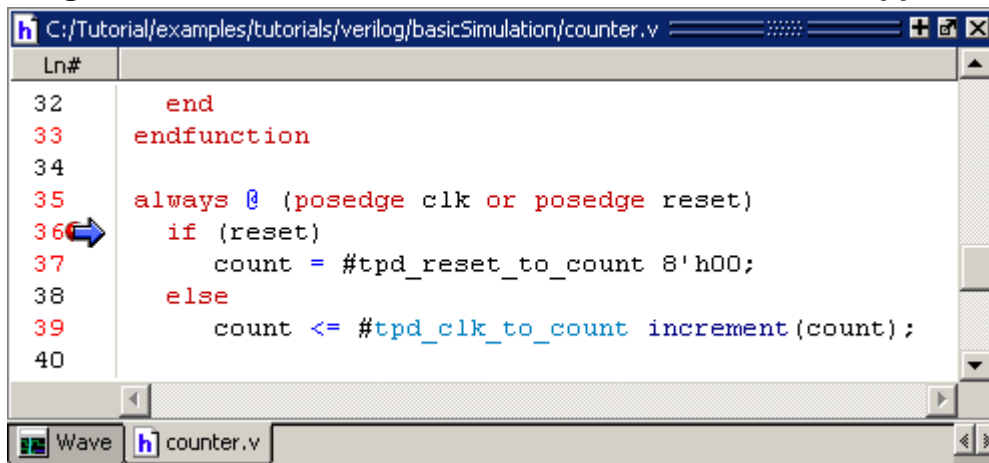 h C:/Tutorial/examples/tutorials/verilog/basicSimulation/counter.v
Ln#
32 end
33 endfunction
34
35 always @ (posedge clk or posedge reset)
36 if (reset)
37 count = #tpd_reset_to_count 8'h00;
38 else
39 count <= #tpd_clk_to_count increment(count);
40
Wave h counter.v